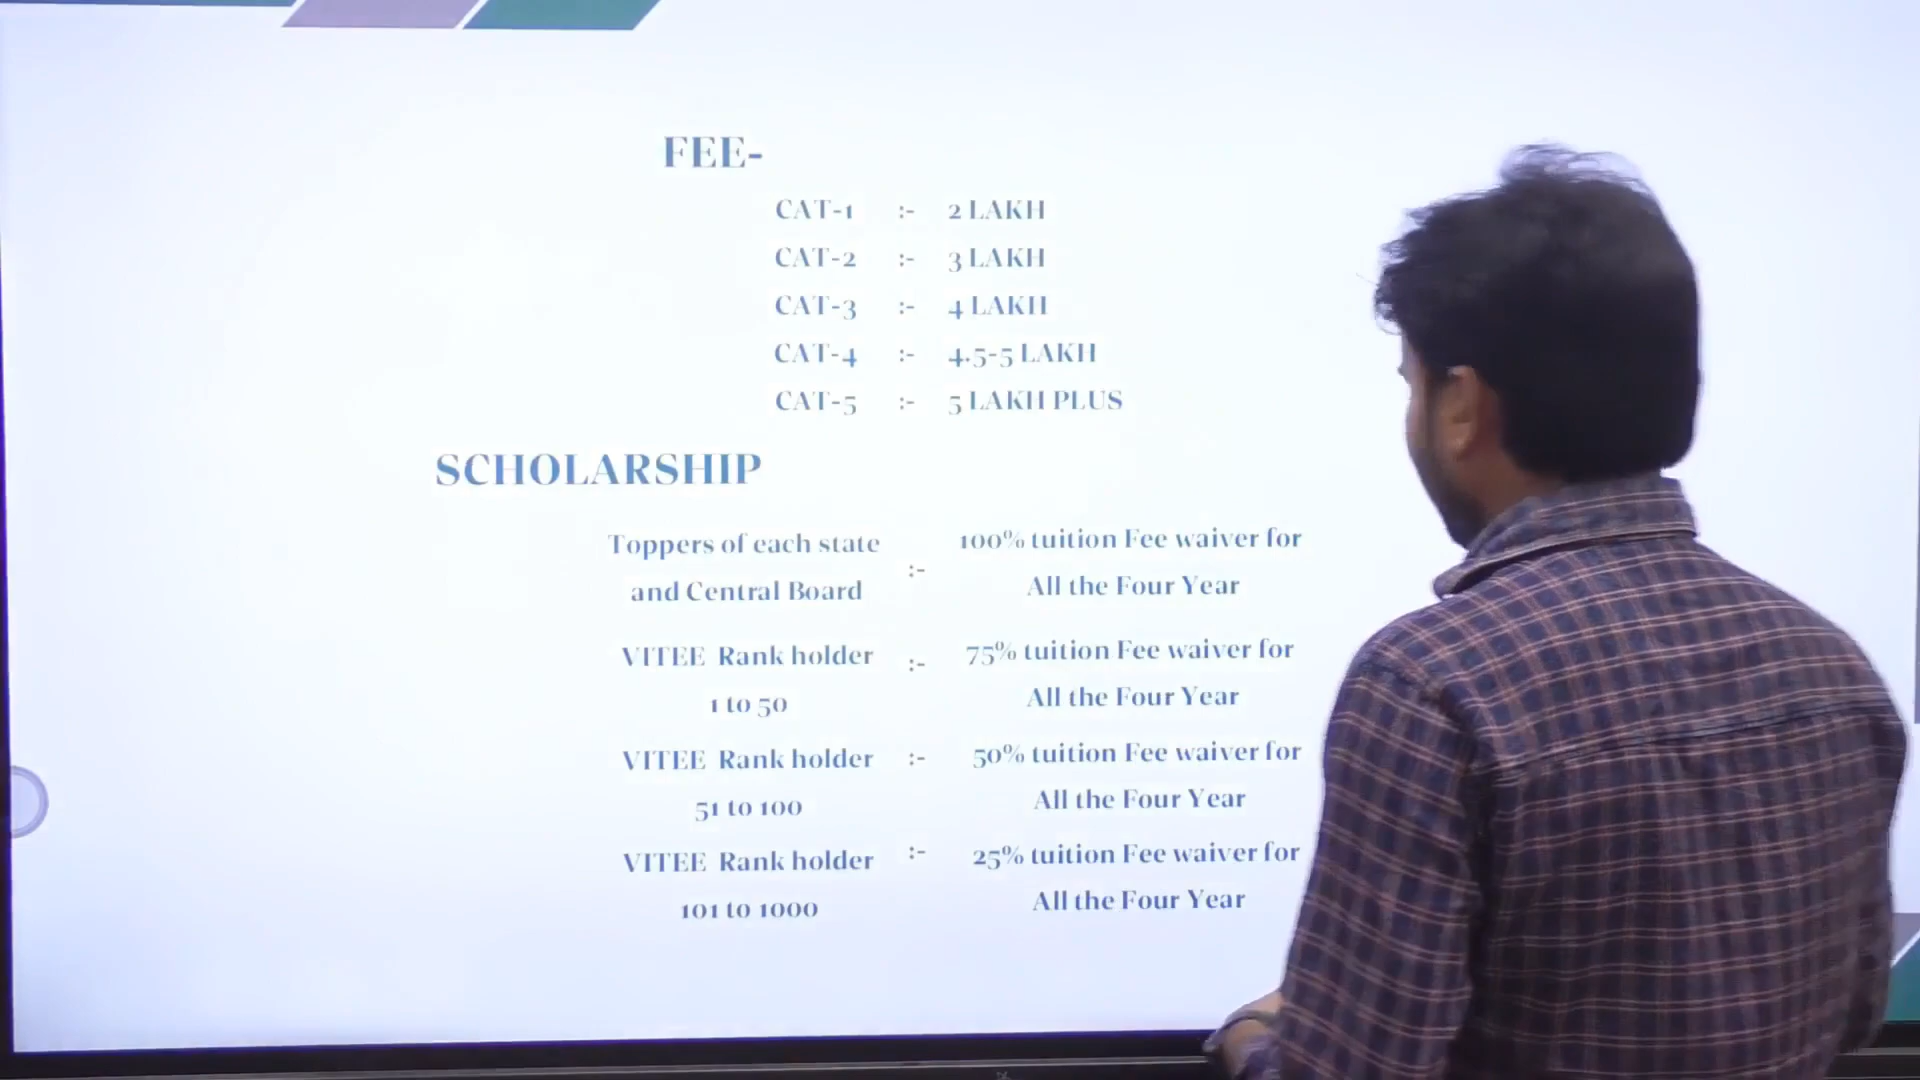 FEE-
CAT-1 :- 2 LAKH
CAT-2 :- 3 LAKH
CAT-3 :- 4 LAKH
CAT-4 :- 4.5-5 LAKH
CAT-5 :- 5 LAKH PLUS
SCHOLARSHIP
Toppers of each state
and Central Board
:-
100% tuition Fee waiver for
All the Four Year
VITEE Rank holder
1 to 50
:-
75% tuition Fee waiver for
All the Four Year
VITEE Rank holder
51 to 100
:-
50% tuition Fee waiver for
All the Four Year
VITEE Rank holder
101 to 1000
:-
25% tuition Fee waiver for
All the Four Year